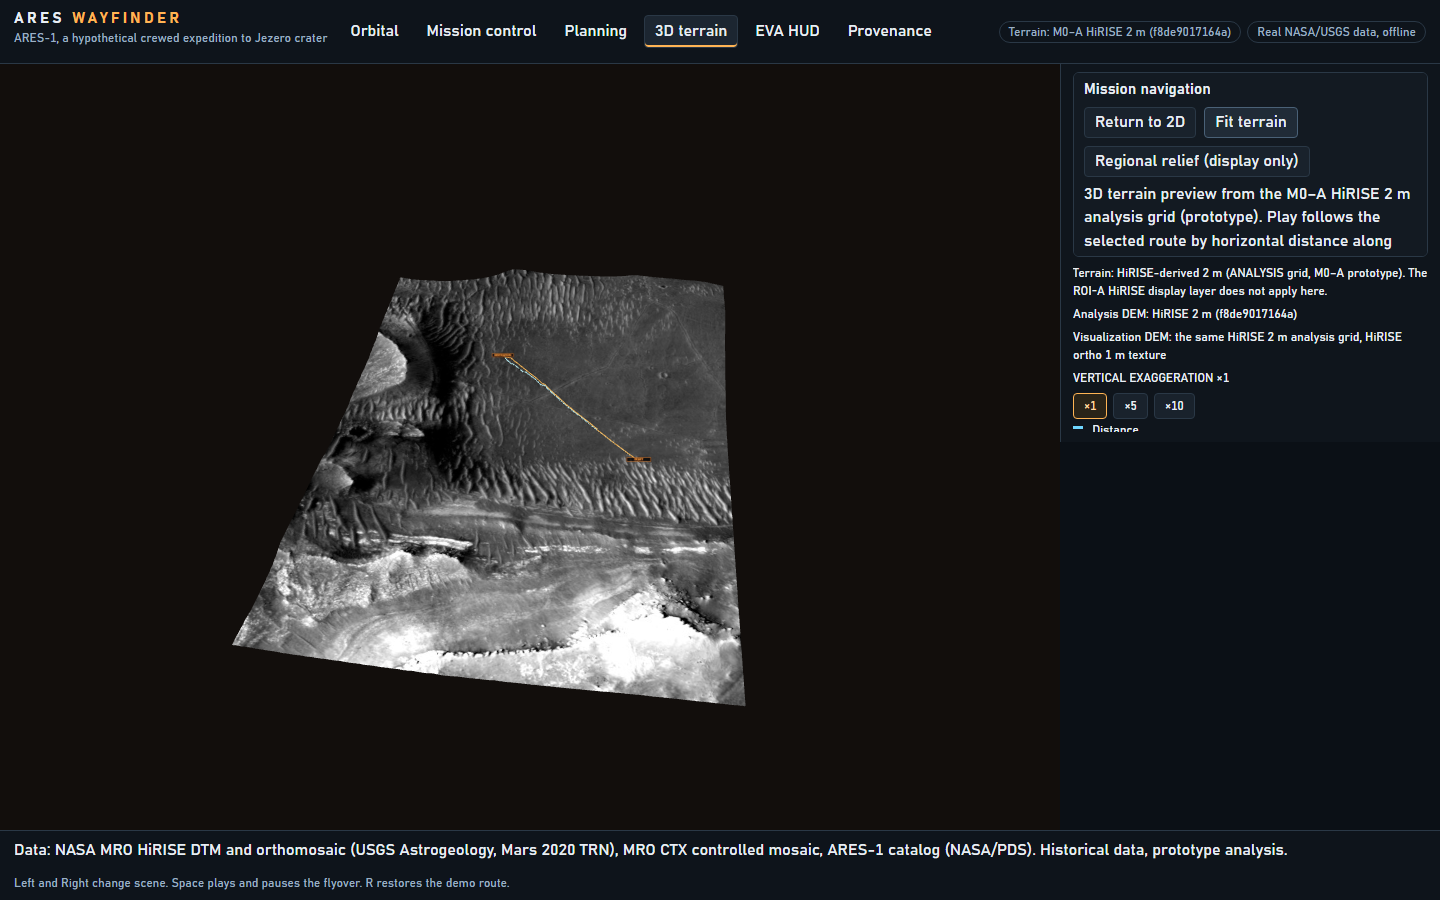 ARES WAYFINDER
ARES-1, a hypothetical crewed expedition to Jezero crater
Orbital
Mission control
Planning
3D terrain
EVA HUD
Provenance
Terrain: M0-A HiRISE 2 m (f8de9017164a)
Real NASA/USGS data, offline
Mission navigation
Return to 2D
Fit terrain
Regional relief (display only)
3D terrain preview from the M0-A HiRISE 2 m
analysis grid (prototype). Play follows the
selected route by horizontal distance along
Terrain: HiRISE-derived 2 m (ANALYSIS grid, M0-A prototype). The
ROI-A HiRISE display layer does not apply here.
Analysis DEM: HiRISE 2 m (f8de9017164a)
Visualization DEM: the same HiRISE 2 m analysis grid, HiRISE
ortho 1 m texture
VERTICAL EXAGGERATION ×1
×1
×5
×10
Distance
Data: NASA MRO HiRISE DTM and orthomosaic (USGS Astrogeology, Mars 2020 TRN), MRO CTX controlled mosaic, ARES-1 catalog (NASA/PDS). Historical data, prototype analysis.
Left and Right change scene. Space plays and pauses the flyover. R restores the demo route.